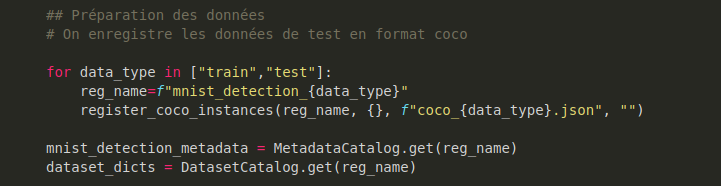 ## Préparation des données
# On enregistre les données de test en format coco
for data_type in ["train","test"]:
reg_name=f"mnist_detection_{data_type}"
register_coco_instances(reg_name, {}, f"coco_{data_type}.json", "")
mnist_detection_metadata = MetadataCatalog.get(reg_name)
dataset_dicts = DatasetCatalog.get(reg_name)